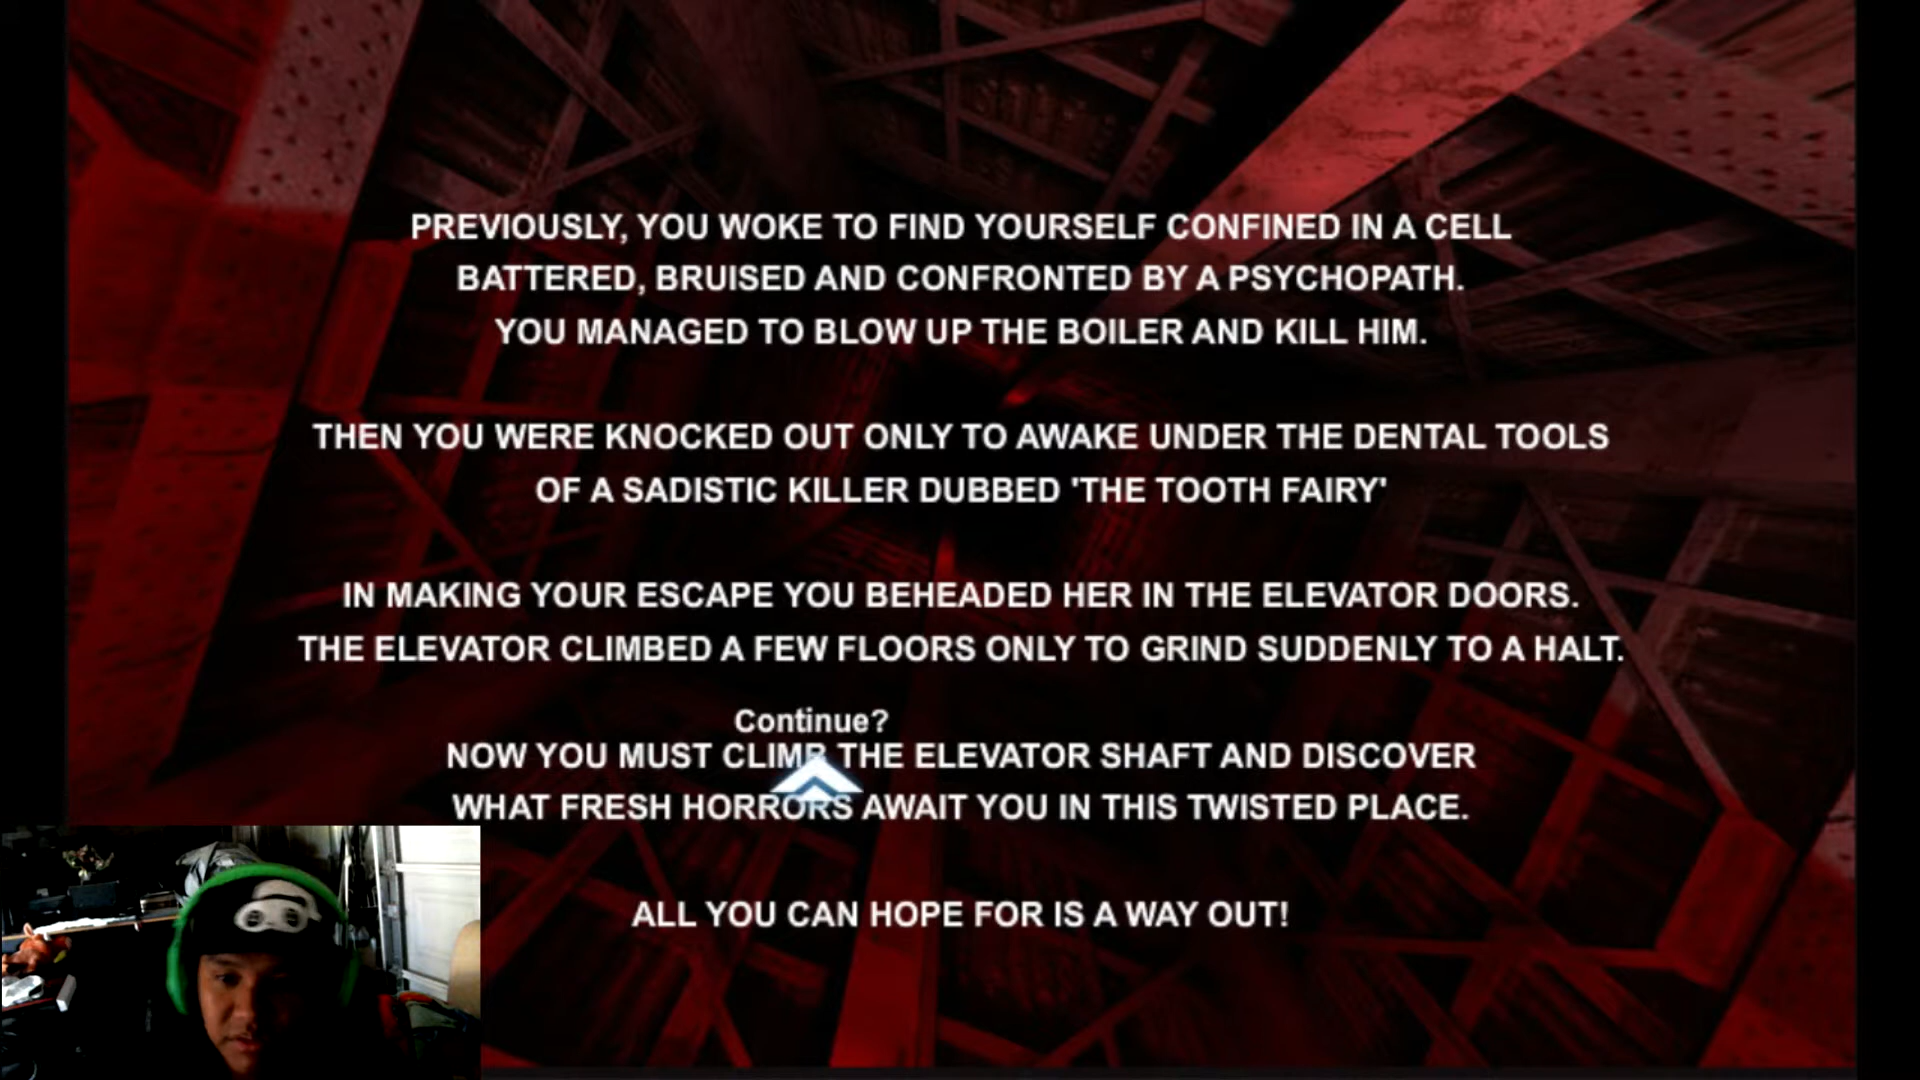 PREVIOUSLY, YOU WOKE TO FIND YOURSELF CONFINED IN A CELL
BATTERED, BRUISED AND CONFRONTED BY A PSYCHOPATH.
YOU MANAGED TO BLOW UP THE BOILER AND KILL HIM.
THEN YOU WERE KNOCKED OUT ONLY TO AWAKE UNDER THE DENTAL TOOLS
OF A SADISTIC KILLER DUBBED 'THE TOOTH FAIRY'
IN MAKING YOUR ESCAPE YOU BEHEADED HER IN THE ELEVATOR DOORS.
THE ELEVATOR CLIMBED A FEW FLOORS ONLY TO GRIND SUDDENLY TO A HALT.
Continue?
NOW YOU MUST CLIMB THE ELEVATOR SHAFT AND DISCOVER
WHAT FRESH HORRORS AWAIT YOU IN THIS TWISTED PLACE.
ALL YOU CAN HOPE FOR IS A WAY OUT!